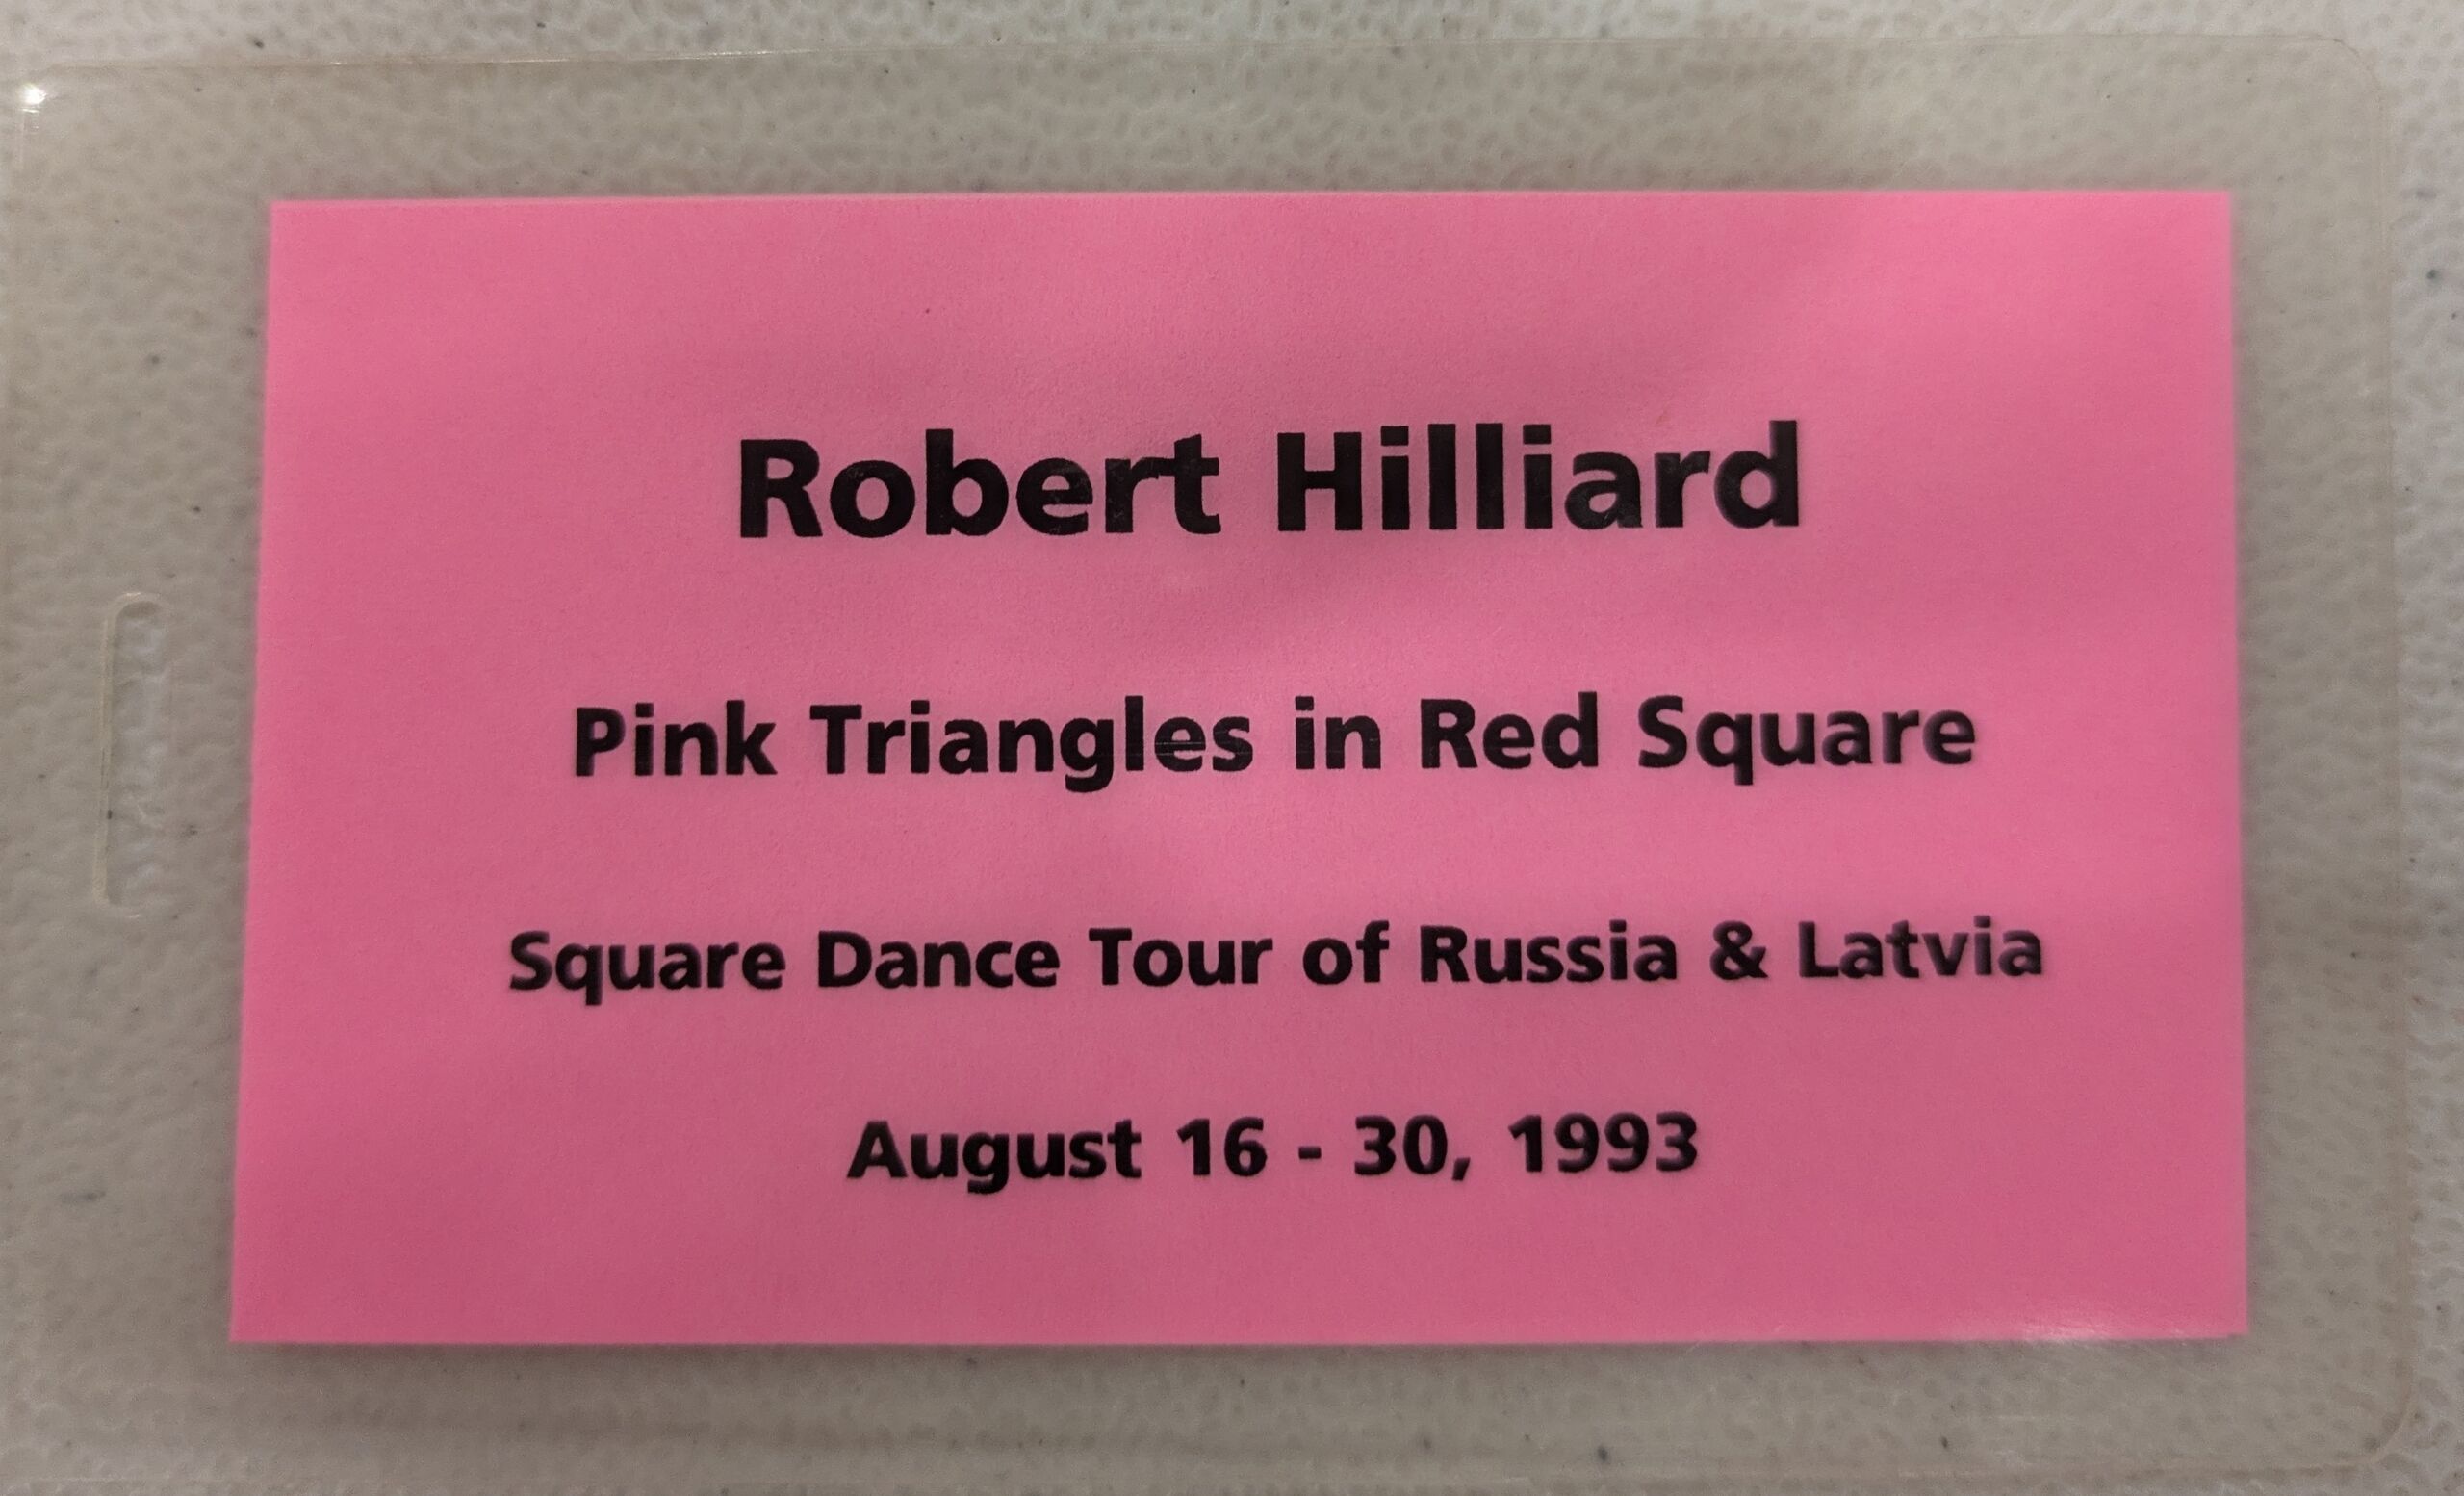 Robert Hilliard
Pink Triangles in Red Square
Square Dance Tour of Russia & Latvia
August 16 - 30, 1993